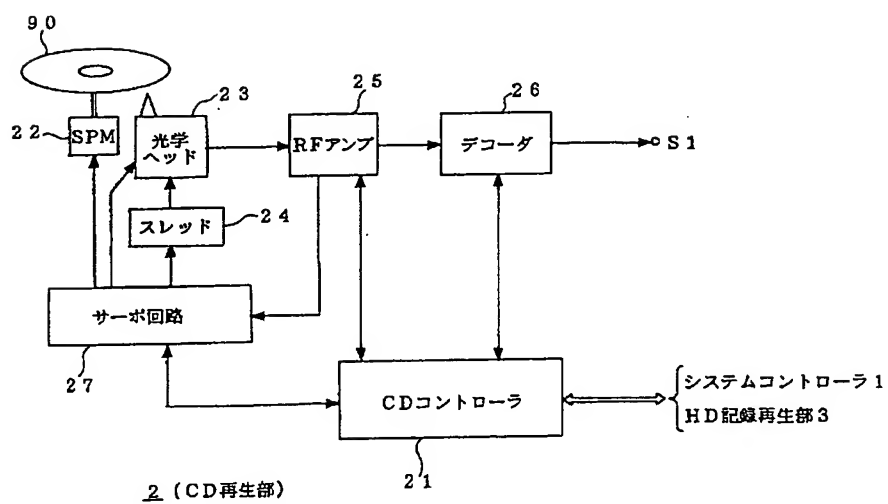 90
23
25
26
22
SPM
光学
ヘッド
RFアンプ
デコーダ
S1
スレッド
24
サーボ回路
27
CDコントローラ
システムコントローラ1
HD記録再生部3
21
2 (CD再生部)